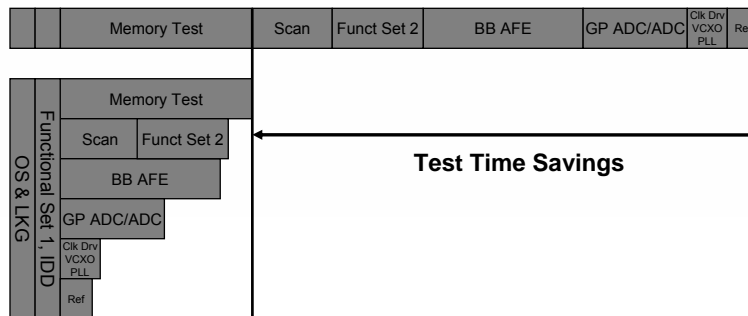 Memory Test
Scan
Funct Set 2
BB AFE
GP ADC/ADC
Clk Drv
VCXO
PLL
Ref
OS & LKG
Functional Set 1, IDD
Memory Test
Scan
Funct Set 2
BB AFE
GP ADC/ADC
Clk Drv
VCXO
PLL
Ref
Test Time Savings